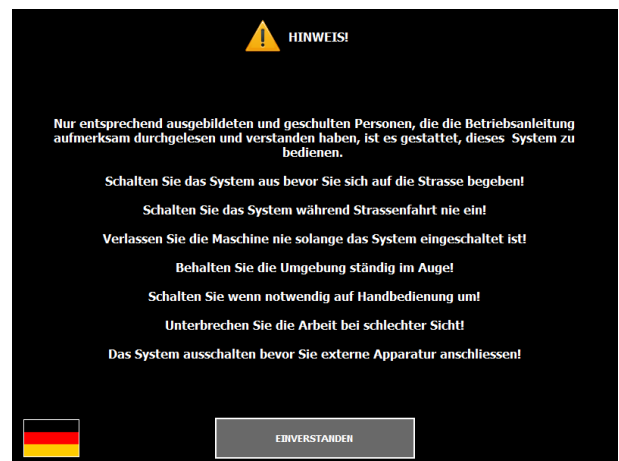 HINWEIS!
Nur entsprechend ausgebildeten und geschulten Personen, die die Betriebsanleitung
aufmerksam durchgelesen und verstanden haben, ist es gestattet, dieses System zu
bedienen.
Schalten Sie das System aus bevor Sie sich auf die Strasse begeben!
Schalten Sie das System während Strassenfahrt nie ein!
Verlassen Sie die Maschine nie solange das System eingeschaltet ist!
Behalten Sie die Umgebung ständig im Auge!
Schalten Sie wenn notwendig auf Handbedienung um!
Unterbrechen Sie die Arbeit bei schlechter Sicht!
Das System ausschalten bevor Sie externe Apparatur anschliessen!
EINVERSTANDEN